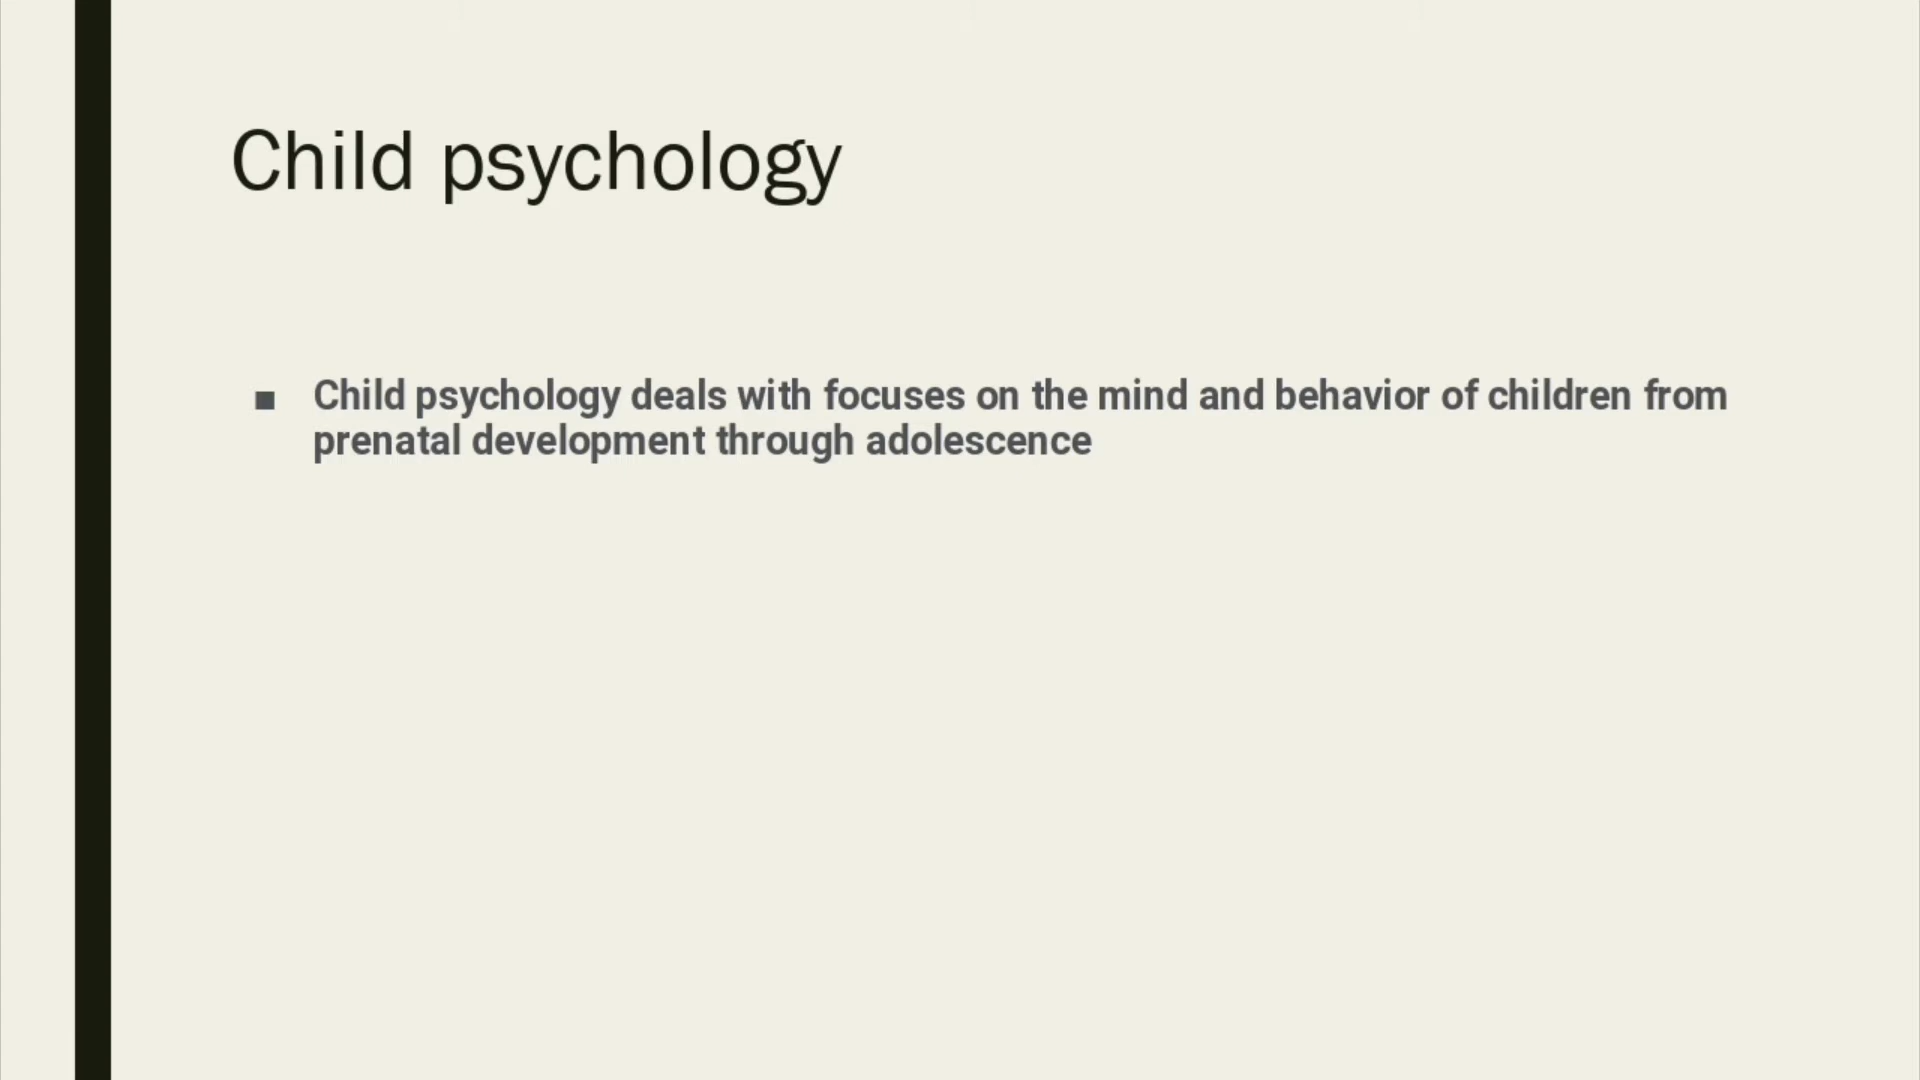 Child psychology
■ Child psychology deals with focuses on the mind and behavior of children from
prenatal development through adolescence